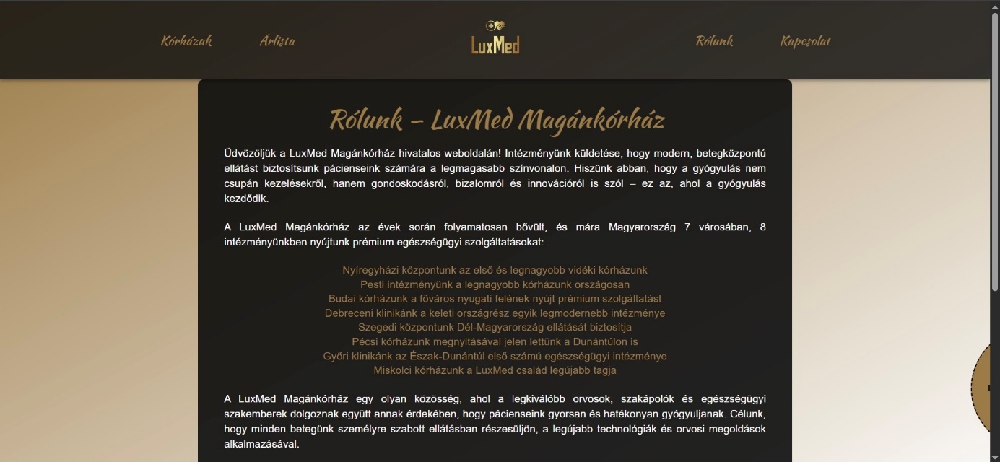 Kórházak
Árlista
LuxMed
Rólunk
Kapcsolat
Rólunk – LuxMed Magánkórház
Üdvözöljük a LuxMed Magánkórház hivatalos weboldalán! Intézményünk küldetése, hogy modern, betegközpontú
ellátást biztosítsunk pácienseink számára a legmagasabb színvonalon. Hiszünk abban, hogy a gyógyulás nem
csupán kezelésekről, hanem gondoskodásról, bizalomról és innovációról is szól – ez az, ahol a gyógyulás
kezdődik.
A LuxMed Magánkórház az évek során folyamatosan bővült, és mára Magyarország 7 városában, 8
intézményünkben nyújtunk prémium egészségügyi szolgáltatásokat:
Nyíregyházi központunk az első és legnagyobb vidéki kórházunk
Pesti intézményünk a legnagyobb kórházunk országosan
Budai kórházunk a főváros nyugati felének nyújt prémium szolgáltatást
Debreceni klinikánk a keleti országrész egyik legmodernebb intézménye
Szegedi központunk Dél-Magyarország ellátását biztosítja
Pécsi kórházunk megnyitásával jelen lettünk a Dunántúlon is
Győri klinikánk az Észak-Dunántúl első számú egészségügyi intézménye
Miskolci kórházunk a LuxMed család legújabb tagja
A LuxMed Magánkórház egy olyan közösség, ahol a legkiválóbb orvosok, szakápolók és egészségügyi
szakemberek dolgoznak együtt annak érdekében, hogy pácienseink gyorsan és hatékonyan gyógyuljanak. Célunk,
hogy minden betegünk személyre szabott ellátásban részesüljön, a legújabb technológiák és orvosi megoldások
alkalmazásával.